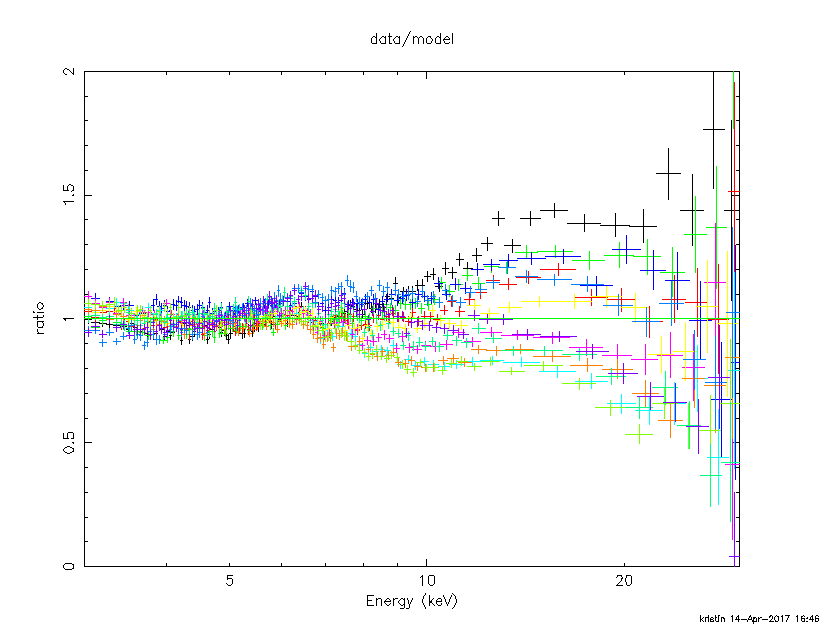 data/model
2
1.5
1
0.5
0
ratio
5 10 20
Energy (keV)
kristin 14-Apr-2017 16:46